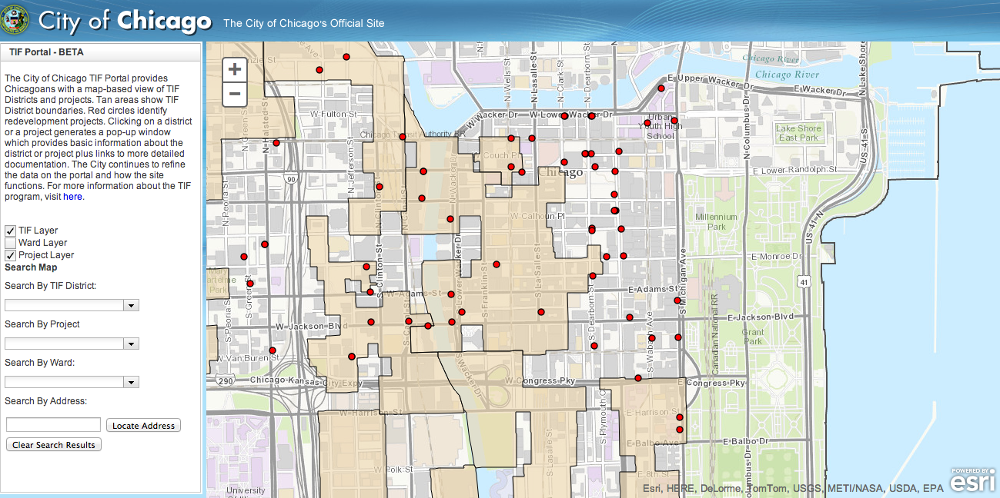 City of Chicago The City of Chicago's Official Site
TIF Portal - BETA
The City of Chicago TIF Portal provides
Chicagoans with a map-based view of TIF
Districts and projects. Tan areas show TIF
District boundaries. Red circles identify
redevelopment projects. Clicking on a district
or a project generates a pop-up window
which provides basic information about the
district or project plus links to more detailed
documentation. The City continues to refine
the data on the portal and how the site
functions. For more information about the TIF
program, visit here.
TIF Layer
Ward Layer
Project Layer
Search Map
Search By TIF District:
Search By Project
Search By Ward:
Search By Address:
Locate Address
Clear Search Results
+
−
Chicago River
Chicago River
N Lakeshore
E Upper Wacker Dr
E Wacker Dr
N Wells St
N Lasalle St
N Clark St
N Dearborn St
W Wacker Dr
W Lower Wacker Dr
W Fulton St
N Green St
N Halsted St
N Jefferson St
Chicago Transit Authority RR
Urban
Youth High
School
Lake Shore
East Park
N Columbus Dr
US-41-S
Couch Pl
Chicago
E Lower-Randolph St
N Peoria St
90
N Clinton St
N Wacker Dr
W Calhoun Pl
Millennium
Park
US-41-N
E Monroe Dr
41
S Clinton St
S Lower Wacker Dr
S Franklin St
S La Salle St
S Michigan Ave
W Adams St
E Adams St
S Peoria St
S Green St
S Canal St
S Dearborn St
W Jackson Blvd
E Jackson Blvd
S Wabash Ave
Canadian National RR
Grant
Park
W Van Buren St
290
Chicago-Kansas City Expy
S Wacker Dr
W Congress Pky
E Congress Pky
W Harrison St
E Harrison St
S Plymouth Ct
S Lasalle St
E Balbo Ave
E Balbo Dr
W Polk St
E 8th St
S Columbus Dr
University
Esri, HERE, DeLorme, TomTom, USGS, METI/NASA, USDA, EPA
POWERED BY
esri